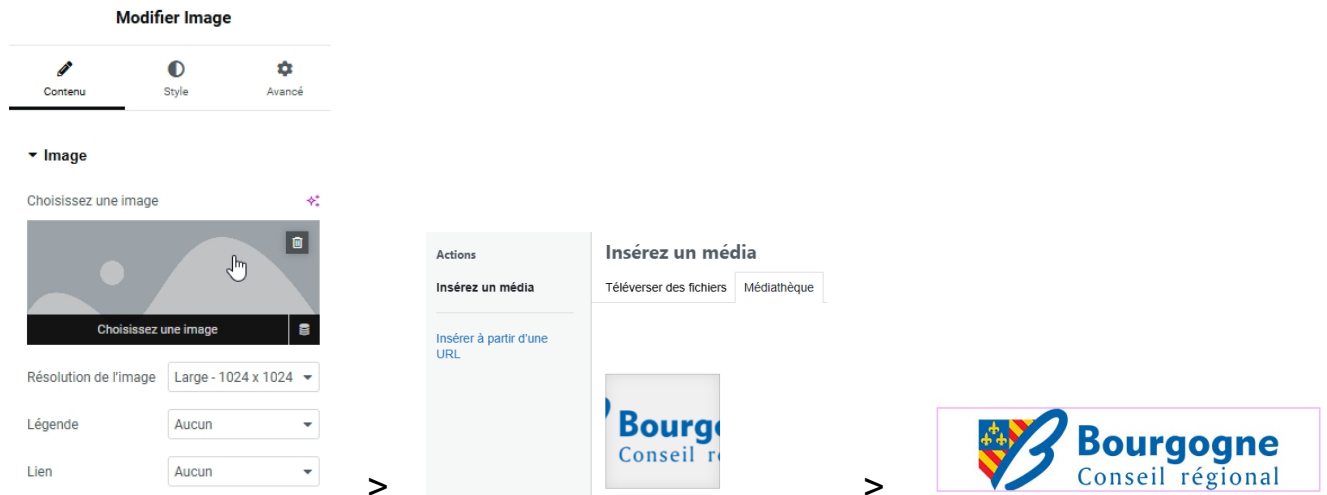 Modifier Image
Contenu
Style
Avancé
Image
Choisissez une image
Choisissez une image
Résolution de l'image
Large - 1024 x 1024
Légende
Aucun
Lien
Aucun
>
Actions
Insérez un média
Insérer à partir d'une
URL
Insérez un média
Téléverser des fichiers
Médiathèque
Bourg
Conseil r
>
Bourgogne
Conseil régional